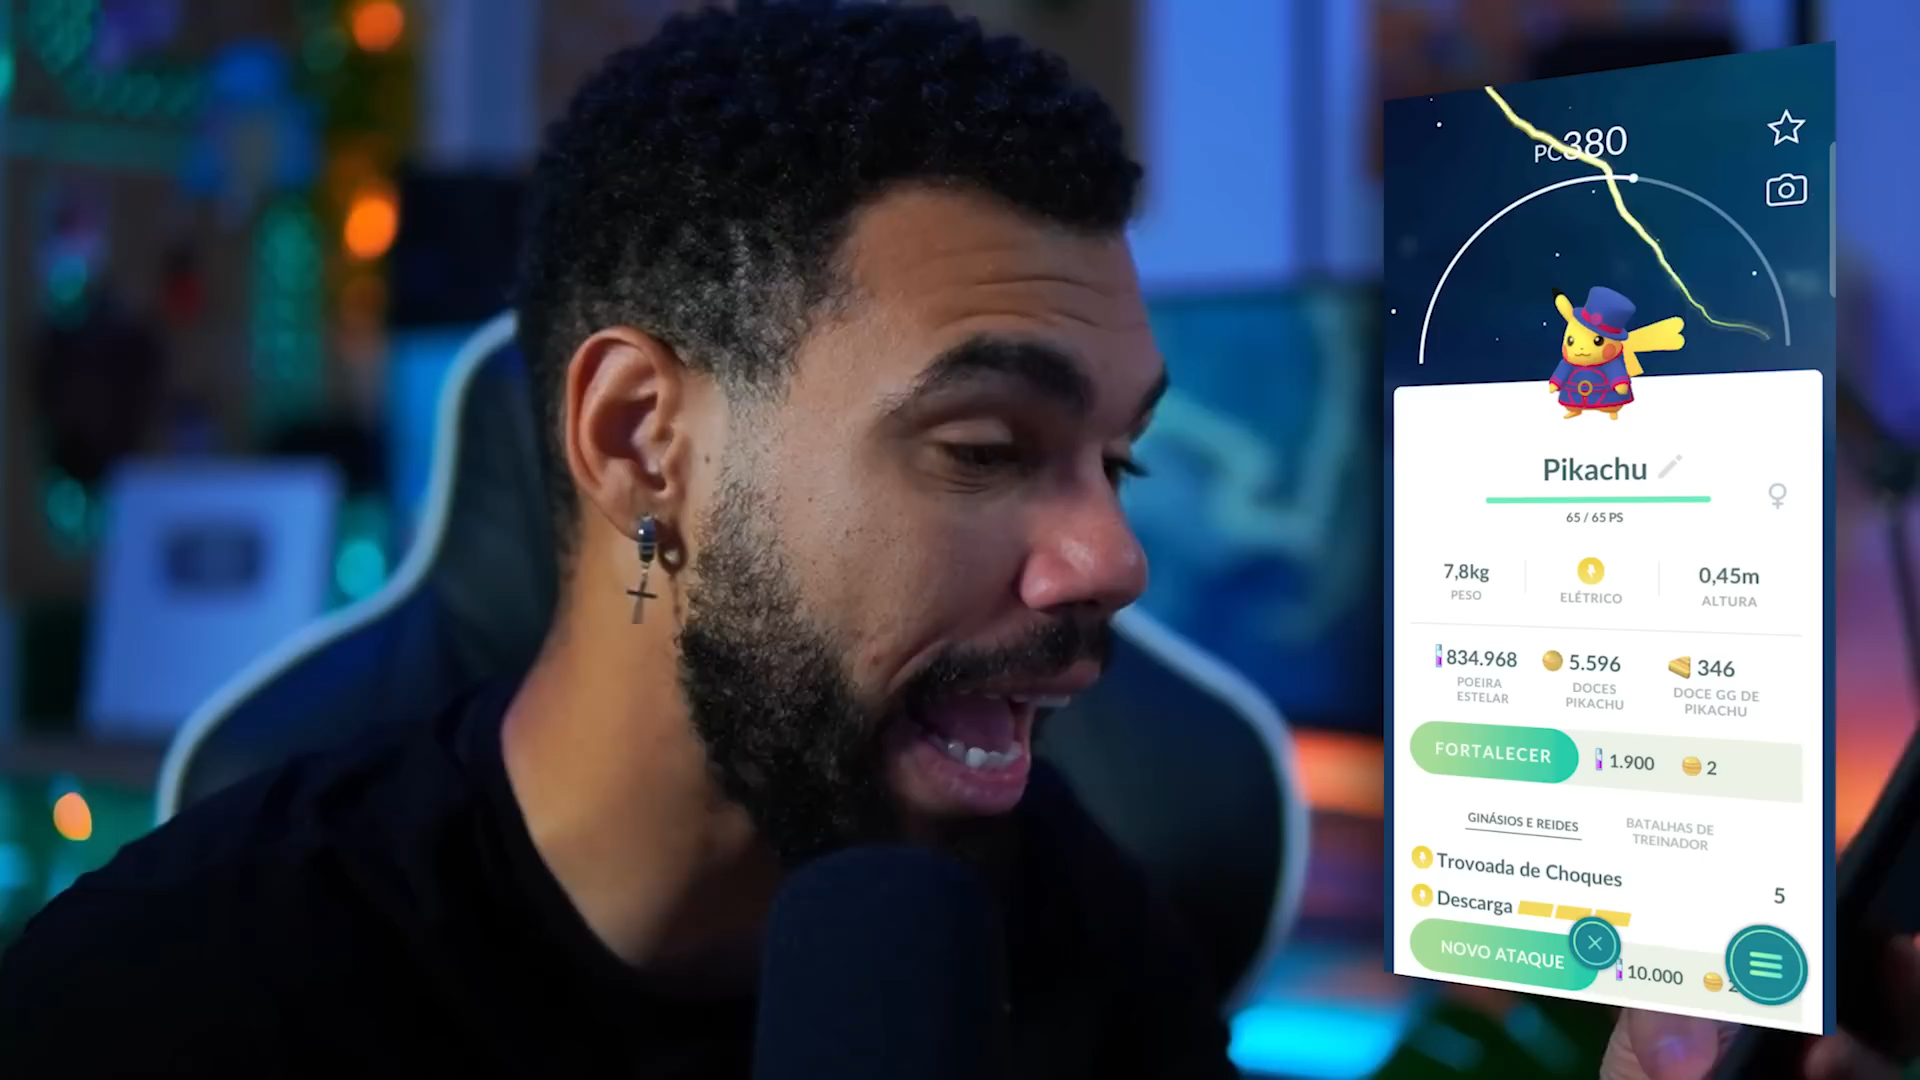 PC380
Pikachu
65 / 65 PS
7,8kg
PESO
ELÉTRICO
0,45m
ALTURA
834.968
POEIRA
ESTELAR
5.596
DOCES
PIKACHU
346
DOCE GG DE
PIKACHU
FORTALECER
1.900
2
GINÁSIOS E REIDES
BATALHAS DE
TREINADOR
Trovoada de Choques
5
Descarga
NOVO ATAQUE
10.000